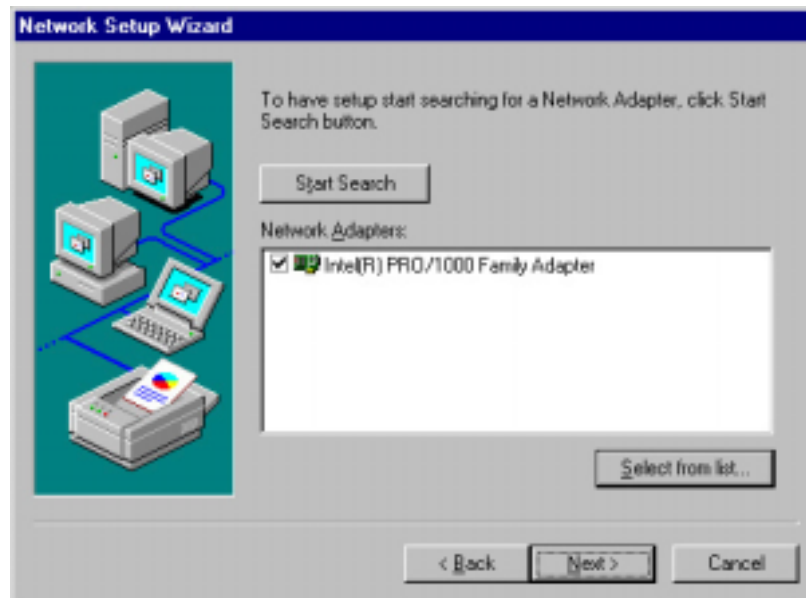 Network Setup Wizard
To have setup start searching for a Network Adapter, click Start
Search button.
Start Search
Network Adapters:
Intel(R) PRO/1000 Family Adapter
Select from list...
< Back
Next >
Cancel